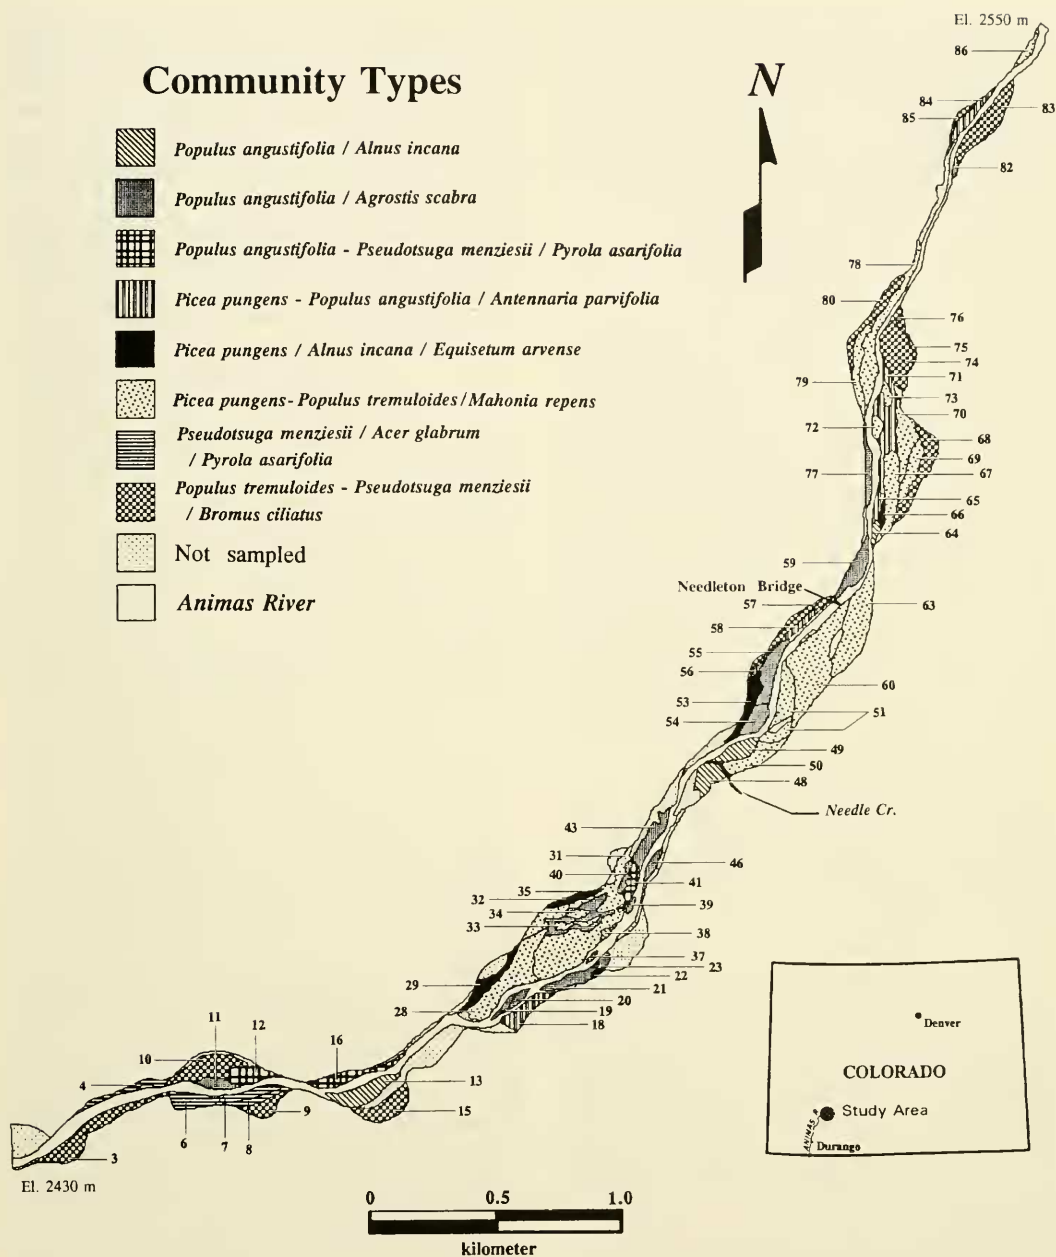 El. 2550 m
Community Types
N
Populus angustifolia / Alnus incana
Populus angustifolia / Agrostis scabra
Populus angustifolia - Pseudotsuga menziesii / Pyrola asarifolia
Picea pungens - Populus angustifolia / Antennaria parvifolia
Picea pungens / Alnus incana / Equisetum arvense
Picea pungens- Populus tremuloides / Mahonia repens
Pseudotsuga menziesii / Acer glabrum
/ Pyrola asarifolia
Populus tremuloides - Pseudotsuga menziesii
/ Bromus ciliatus
Not sampled
Animas River
86
84
83
85
82
78
80
76
75
74
71
79
73
70
72
68
69
77
67
65
66
64
59
Needleton Bridge
57
63
58
55
56
60
53
51
54
49
50
48
Needle Cr.
43
31
46
40
35
41
32
39
34
33
38
37
23
29
22
21
28
20
19
18
11
12
16
10
4
13
9
15
6
7
8
3
El. 2430 m
0 0.5 1.0
kilometer
Denver
COLORADO
Study Area
ANIMAS R.
Durango